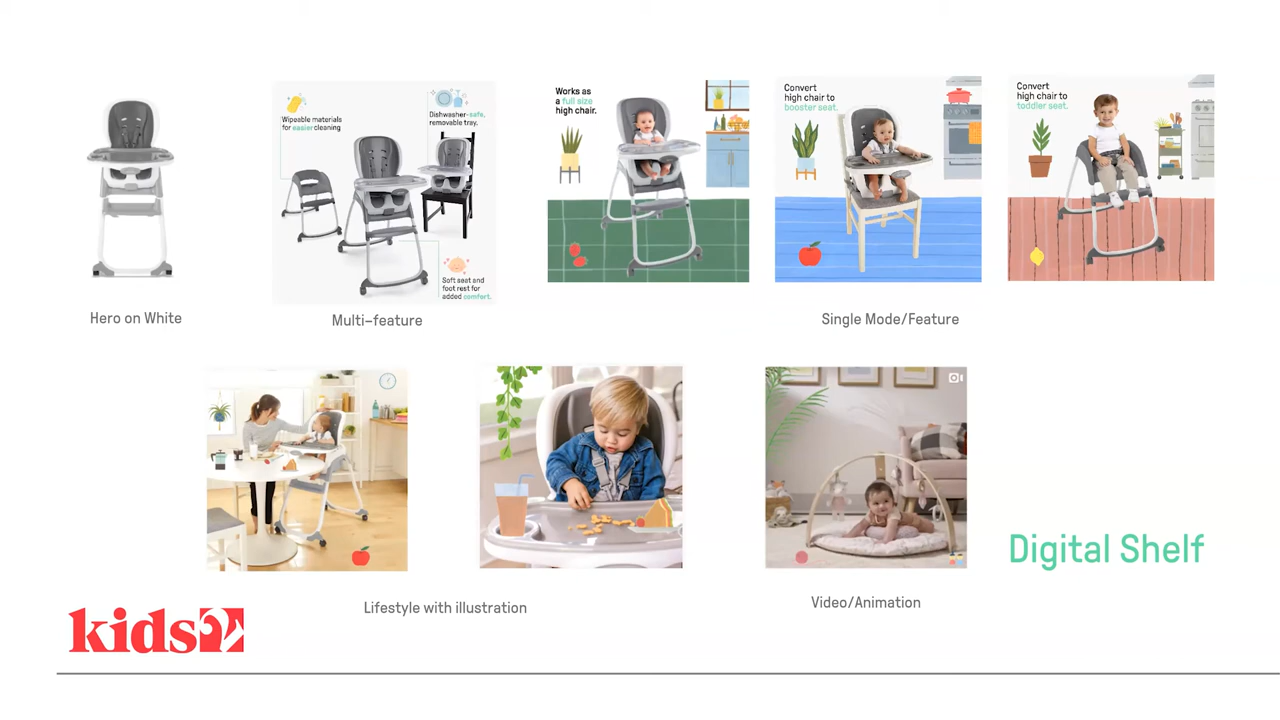 Wipeable materials
for easier cleaning
Dishwasher-safe,
removable tray.
Soft seat and
foot rest for
added comfort.
Works as
a full size
high chair.
Convert
high chair to
booster seat.
Convert
high chair to
toddler seat.
Hero on White
Multi-feature
Single Mode/Feature
Lifestyle with illustration
Video/Animation
Digital Shelf
kids2